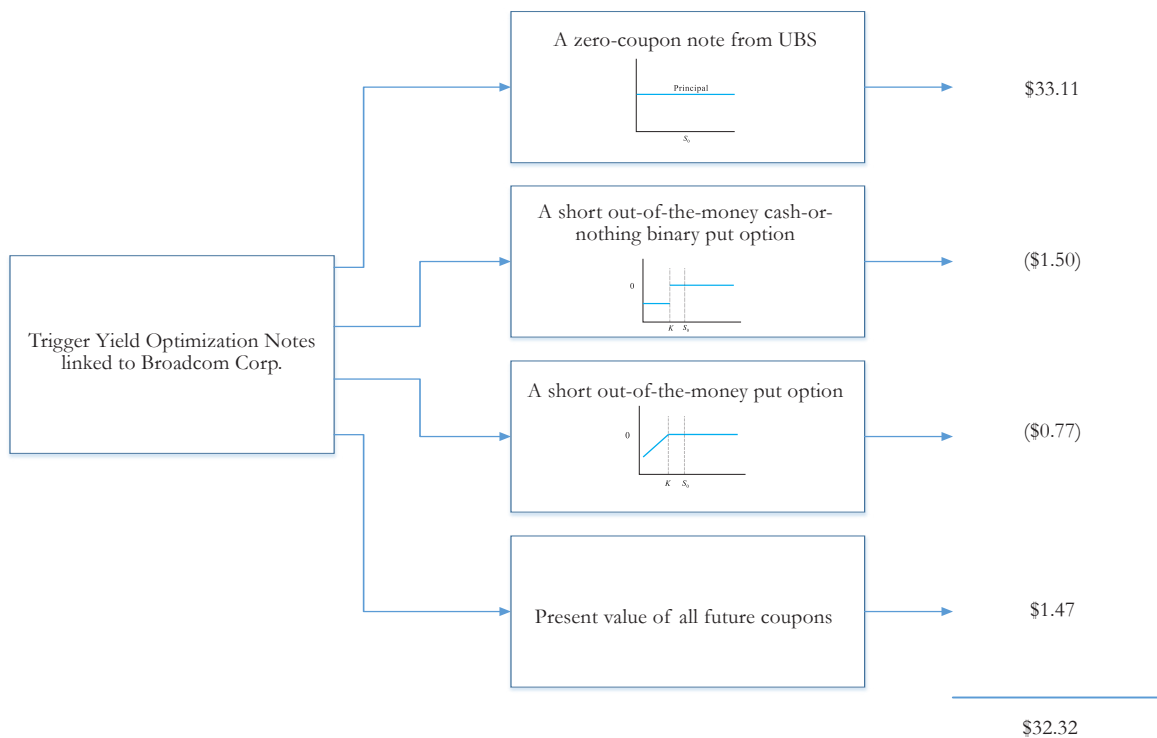 A zero-coupon note from UBS
Principal
S₀
$33.11
A short out-of-the-money cash-or-
nothing binary put option
0
K S₀
($1.50)
Trigger Yield Optimization Notes
linked to Broadcom Corp.
A short out-of-the-money put option
0
K S₀
($0.77)
Present value of all future coupons
$1.47
$32.32